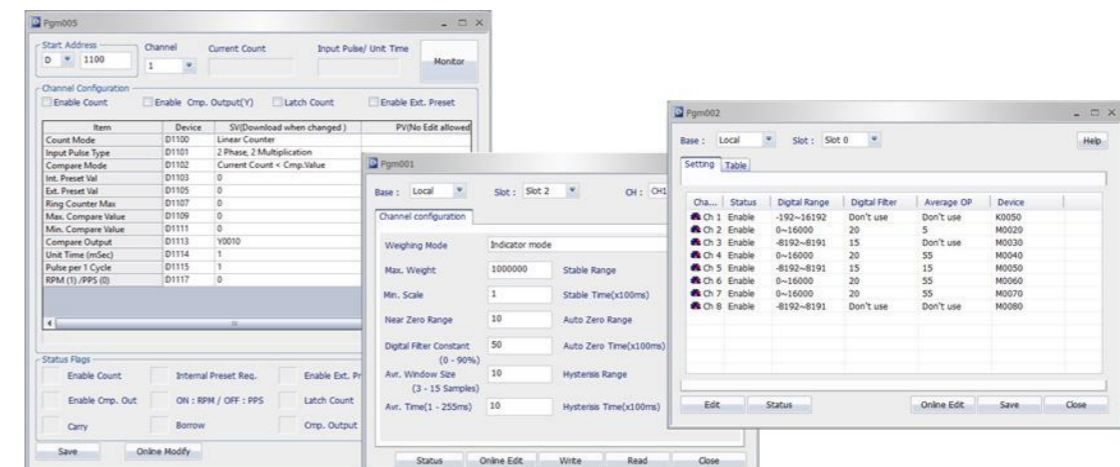 Pgm005
Start Address
Channel
Current Count
Input Pulse/ Unit Time
D
1100
1
Monitor
Channel Configuration
Enable Count
Enable Cmp. Output(Y)
Latch Count
Enable Ext. Preset
Item Device SV(Download when changed ) PV(No Edit allowed
Count Mode D1100 Linear Counter
Input Pulse Type D1101 2 Phase, 2 Multiplication
Compare Mode D1102 Current Count < Cmp.Value
Int. Preset Val D1103 0
Ext. Preset Val D1105 0
Ring Counter Max D1107 0
Max. Compare Value D1109 0
Min. Compare Value D1111 0
Compare Output D1113 Y0010
Unit Time (mSec) D1114 1
Pulse per 1 Cycle D1115 1
RPM (1) /PPS (0) D1117 0
Status Flags
Enable Count
Internal Preset Req.
Enable Ext. Pr
Enable Cmp. Out
ON : RPM / OFF : PPS
Latch Count
Carry
Borrow
Cmp. Output
Save
Online Modify
Pgm001
Base : Local Slot : Slot 2 CH : CH1
Channel configuration
Weighing Mode Indicator mode
Max. Weight 1000000 Stable Range
Min. Scale 1 Stable Time(x100ms)
Near Zero Range 10 Auto Zero Range
Digital Filter Constant 50 Auto Zero Time(x100ms)
(0 - 90%)
Avr. Window Size 10 Hysterisis Range
(3 - 15 Samples)
Avr. Time(1 - 255ms) 10 Hysterisis Time(x100ms)
Status Online Edit Write Read Close
Pgm002
Base : Local Slot : Slot 0 Help
Setting Table
Cha... Status Digital Range Digital Filter Average OP Device
Ch 1 Enable -192~16192 Don't use Don't use K0050
Ch 2 Enable 0~16000 20 5 M0020
Ch 3 Enable -8192~8191 15 Don't use M0030
Ch 4 Enable 0~16000 20 55 M0040
Ch 5 Enable -8192~8191 15 15 M0050
Ch 6 Enable 0~16000 20 55 M0060
Ch 7 Enable 0~16000 20 55 M0070
Ch 8 Enable -8192~8191 Don't use Don't use M0080
Edit Status Online Edit Save Close